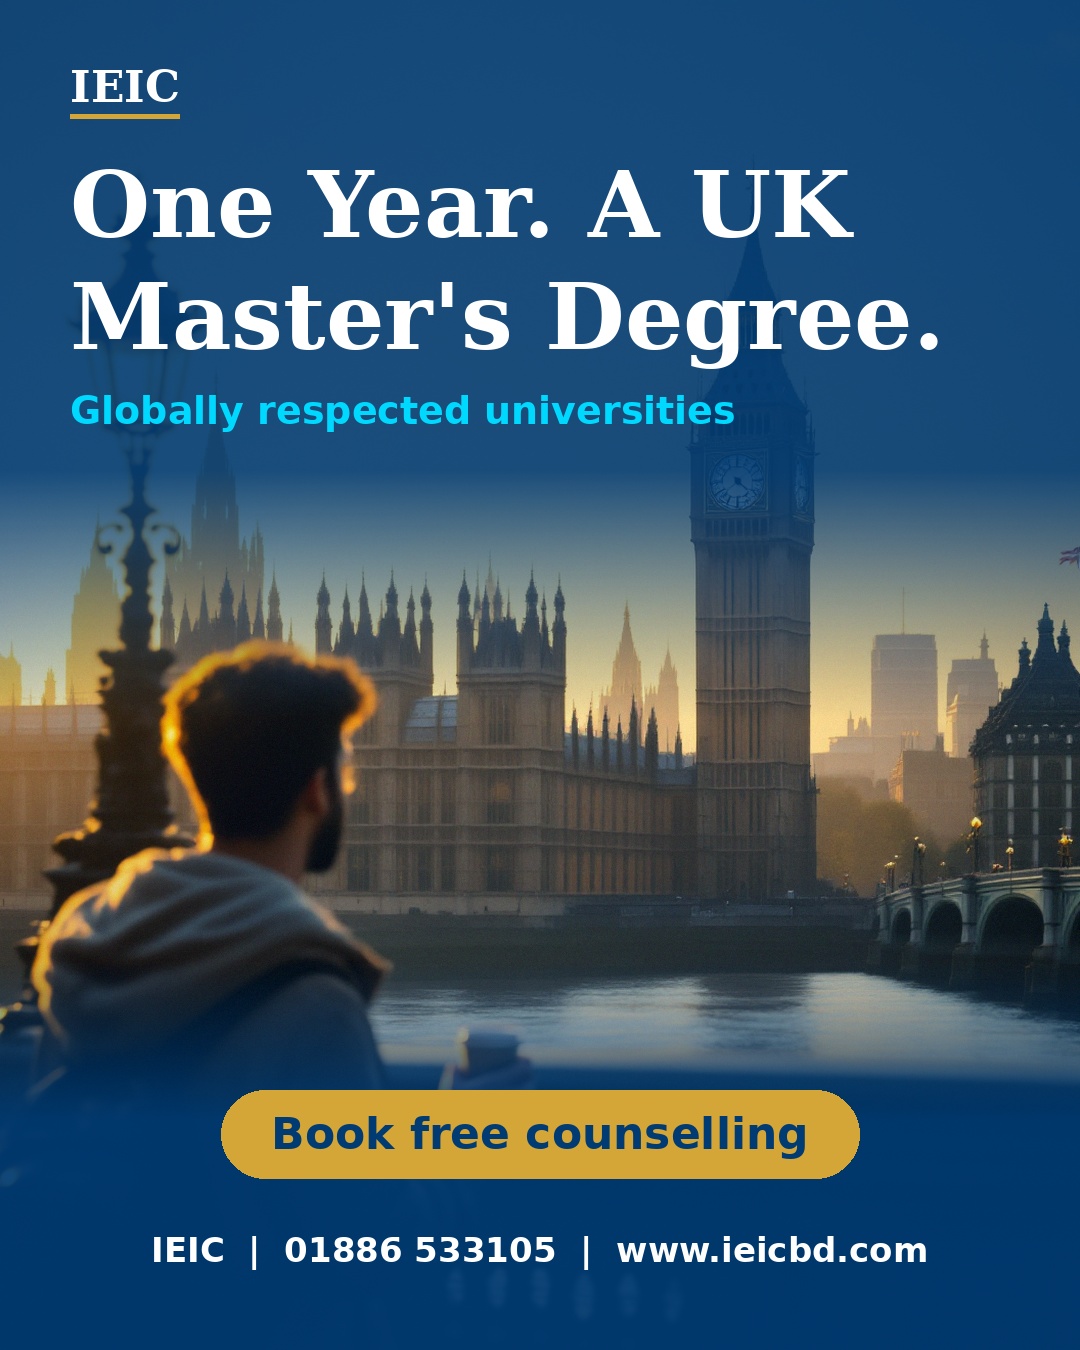 IEIC
One Year. A UK
Master's Degree.
Globally respected universities
Book free counselling
IEIC | 01886 533105 | www.ieicbd.com